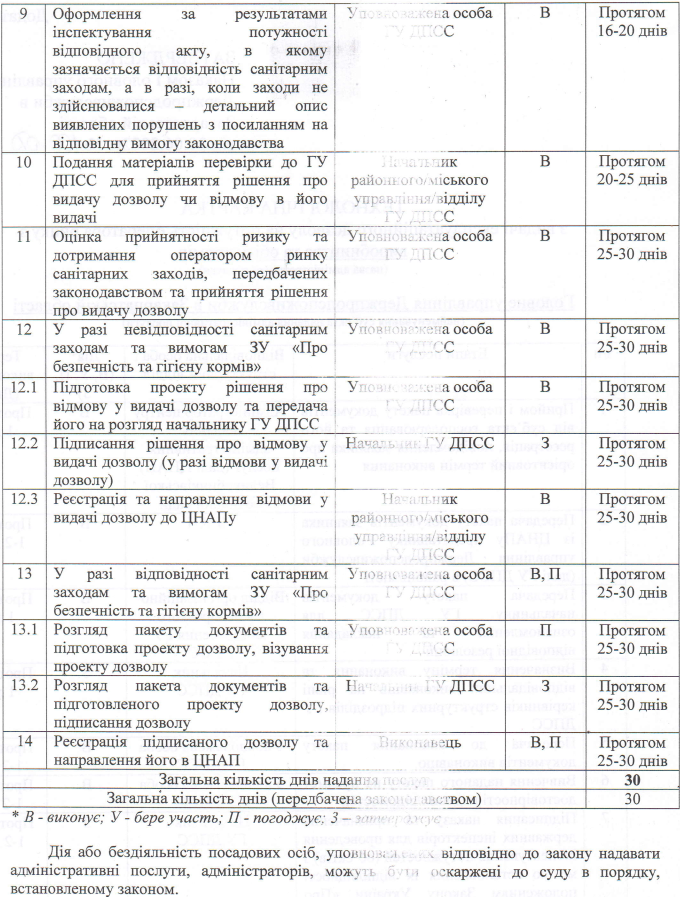 9 Оформлення за результатами Уповноважена особа В Протягом
інспектування потужності ГУ ДПСС 16-20 днів
відповідного акту, в якому
зазначається відповідність санітарним
заходам, а в разі, коли заходи не
здійснювалися – детальний опис
виявлених порушень з посиланням на
відповідну вимогу законодавства
10 Подання матеріалів перевірки до ГУ Начальник В Протягом
ДПСС для прийняття рішення про районного/міського 20-25 днів
видачу дозволу чи відмову в його управління/відділу
видачі ГУ ДПСС
11 Оцінка прийнятності ризику та Уповноважена особа В Протягом
дотримання оператором ринку ГУ ДПСС 25-30 днів
санітарних заходів, передбачених
законодавством та прийняття рішення
про видачу дозволу
12 У разі невідповідності санітарним Уповноважена особа В Протягом
заходам та вимогам ЗУ «Про ГУ ДПСС 25-30 днів
безпечність та гігієну кормів»
12.1 Підготовка проекту рішення про Уповноважена особа В Протягом
відмову у видачі дозволу та передача ГУ ДПСС 25-30 днів
його на розгляд начальнику ГУ ДПСС
12.2 Підписання рішення про відмову у Начальник ГУ ДПСС З Протягом
видачі дозволу (у разі відмови у видачі 25-30 днів
дозволу)
12.3 Реєстрація та направлення відмови у Начальник В Протягом
видачі дозволу до ЦНАПу районного/міського 25-30 днів
управління/відділу
ГУ ДПСС
13 У разі відповідності санітарним Уповноважена особа В, П Протягом
заходам та вимогам ЗУ «Про ГУ ДПСС 25-30 днів
безпечність та гігієну кормів»
13.1 Розгляд пакету документів та Уповноважена особа В Протягом
підготовка проекту дозволу, візування ГУ ДПСС 25-30 днів
проекту дозволу
13.2 Розгляд пакета документів та Начальник ГУ ДПСС З Протягом
підготовленого проекту дозволу, 25-30 днів
підписання дозволу
14 Реєстрація підписаного дозволу та Виконавець В, П Протягом
направлення його в ЦНАП 25-30 днів
Загальна кількість днів надання послуг 30
Загальна кількість днів (передбачена законодавством) 30
* В - виконує; У - бере участь; П - погоджує; З – затверджує;
Дія або бездіяльність посадових осіб, уповноважених відповідно до закону надавати
адміністративні послуги, адміністраторів, можуть бути оскаржені до суду в порядку,
встановленому законом.